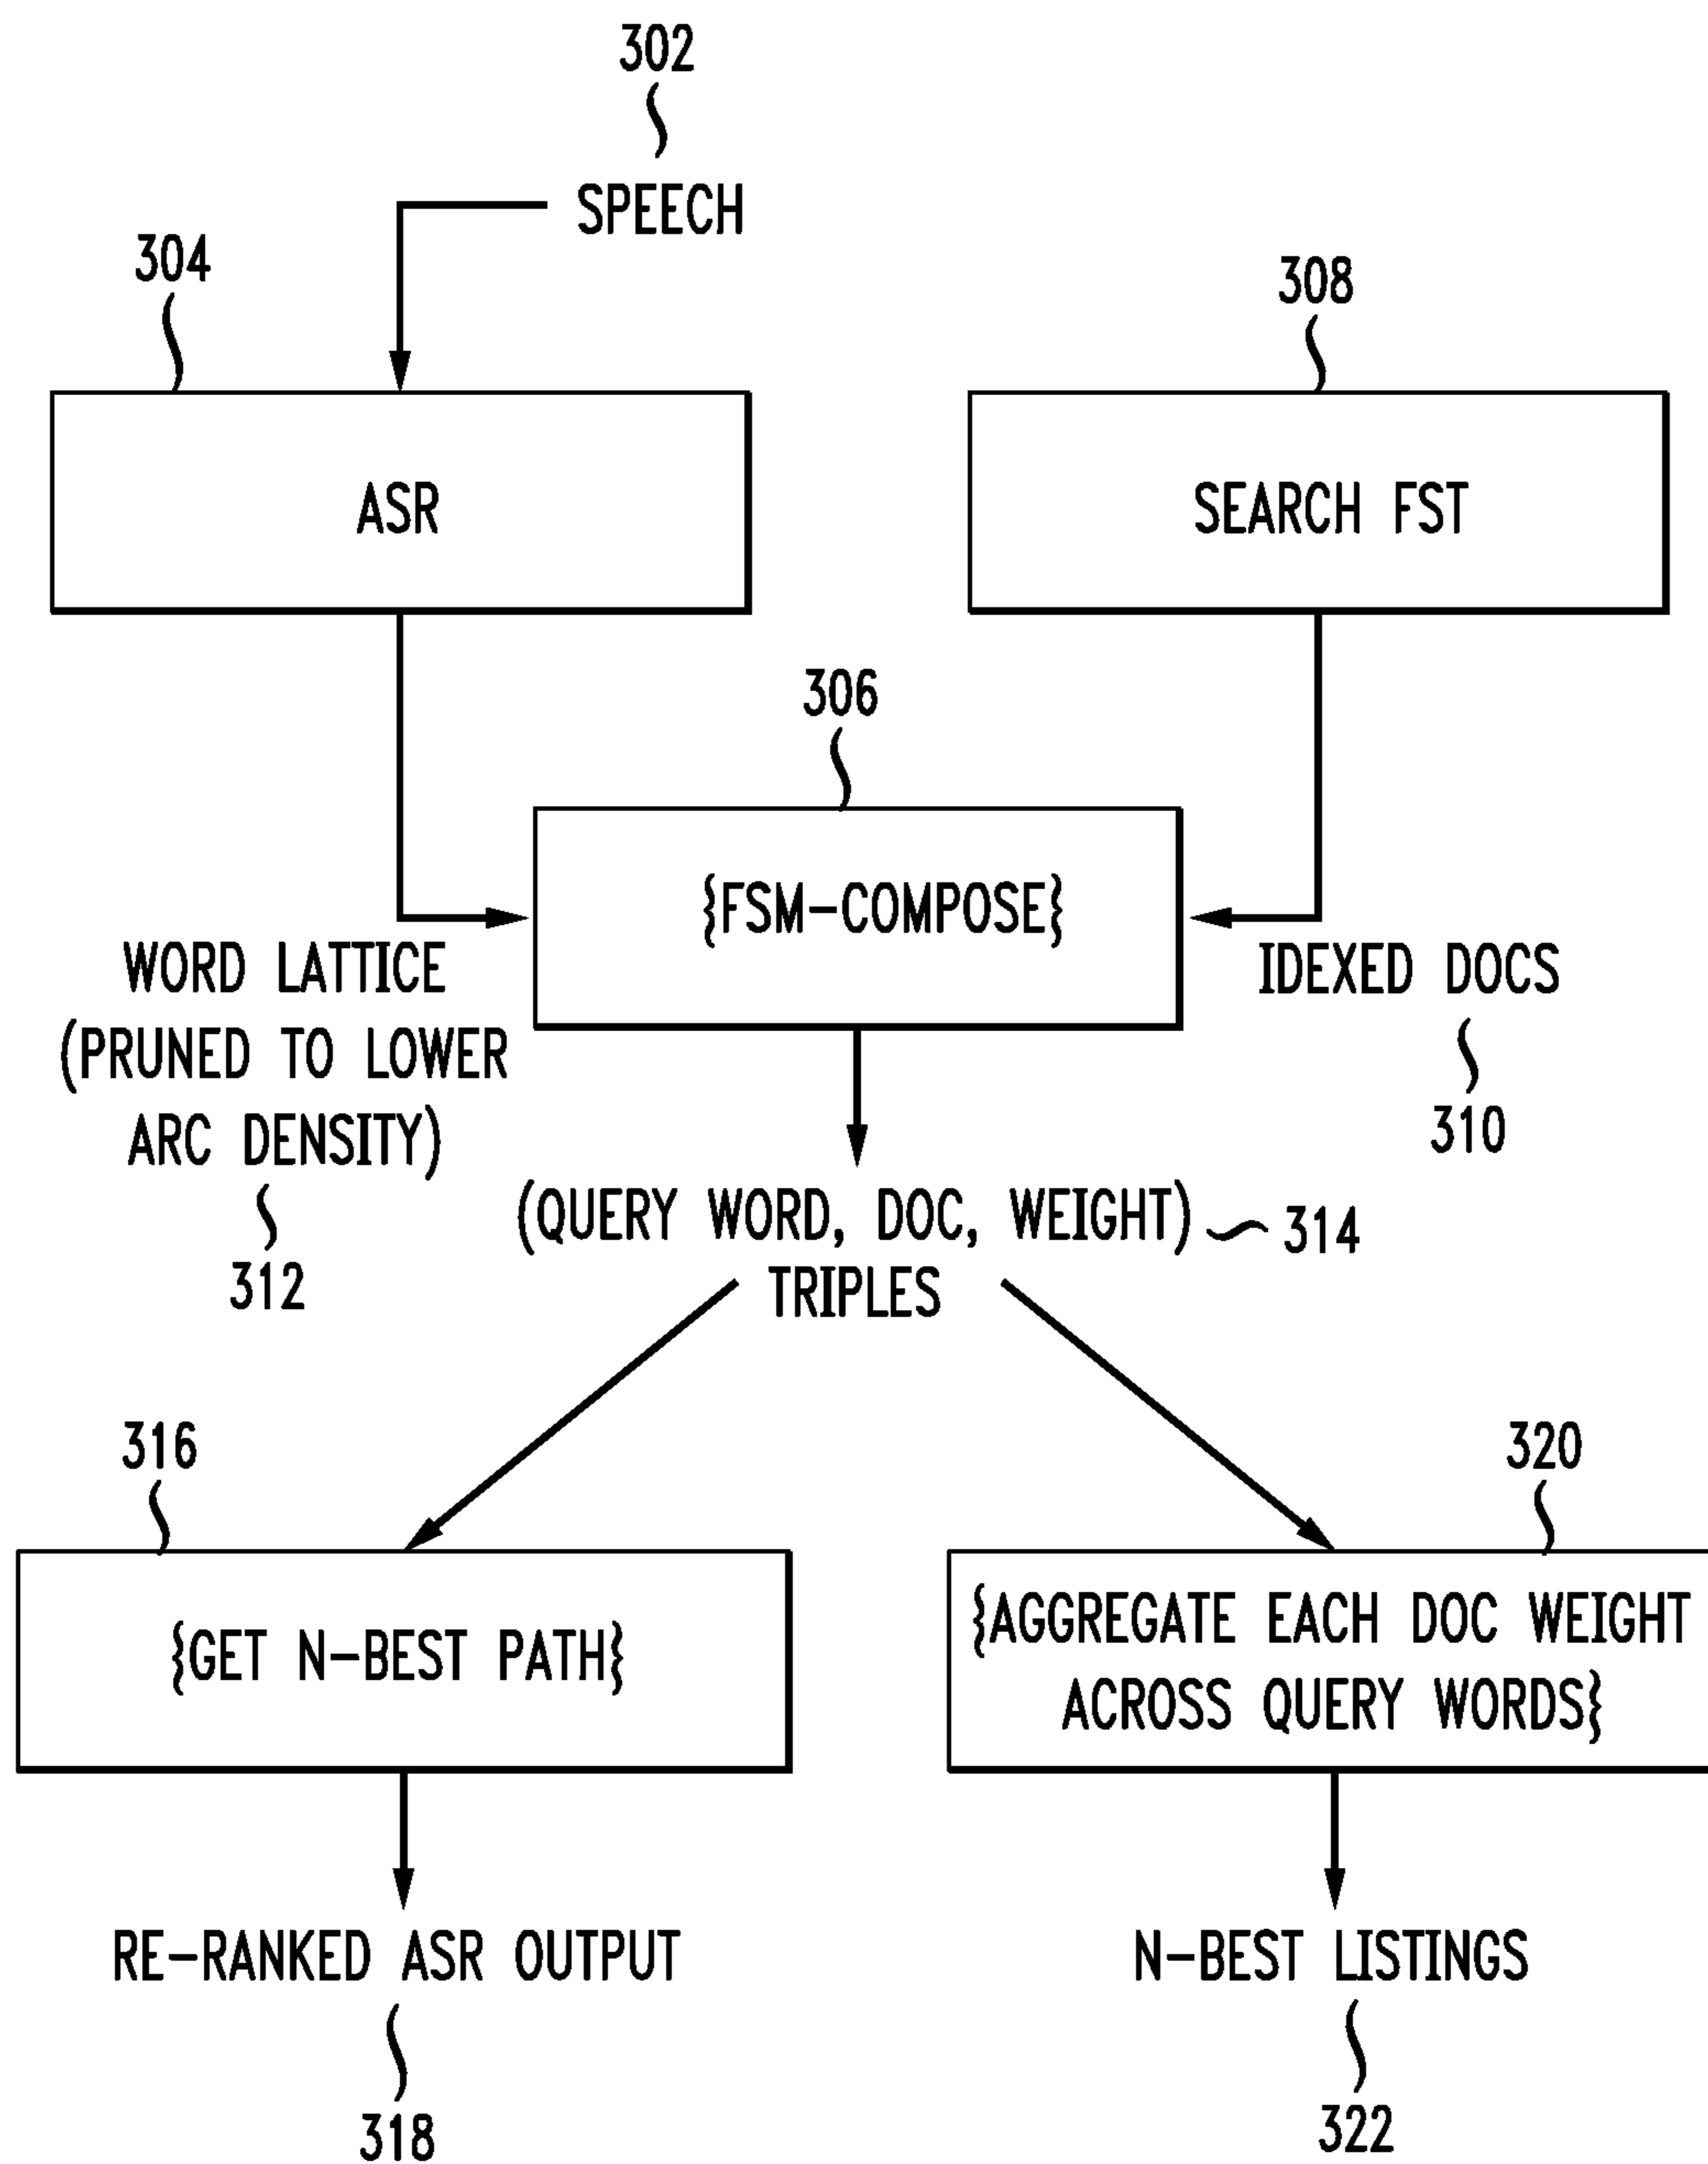 302
SPEECH
304
308
ASR
SEARCH FST
306
{FSM-COMPOSE}
WORD LATTICE
(PRUNED TO LOWER
ARC DENSITY)
312
IDEXED DOCS
310
(QUERY WORD, DOC, WEIGHT)
314
TRIPLES
316
320
{GET N-BEST PATH}
{AGGREGATE EACH DOC WEIGHT
ACROSS QUERY WORDS}
RE-RANKED ASR OUTPUT
N-BEST LISTINGS
318
322